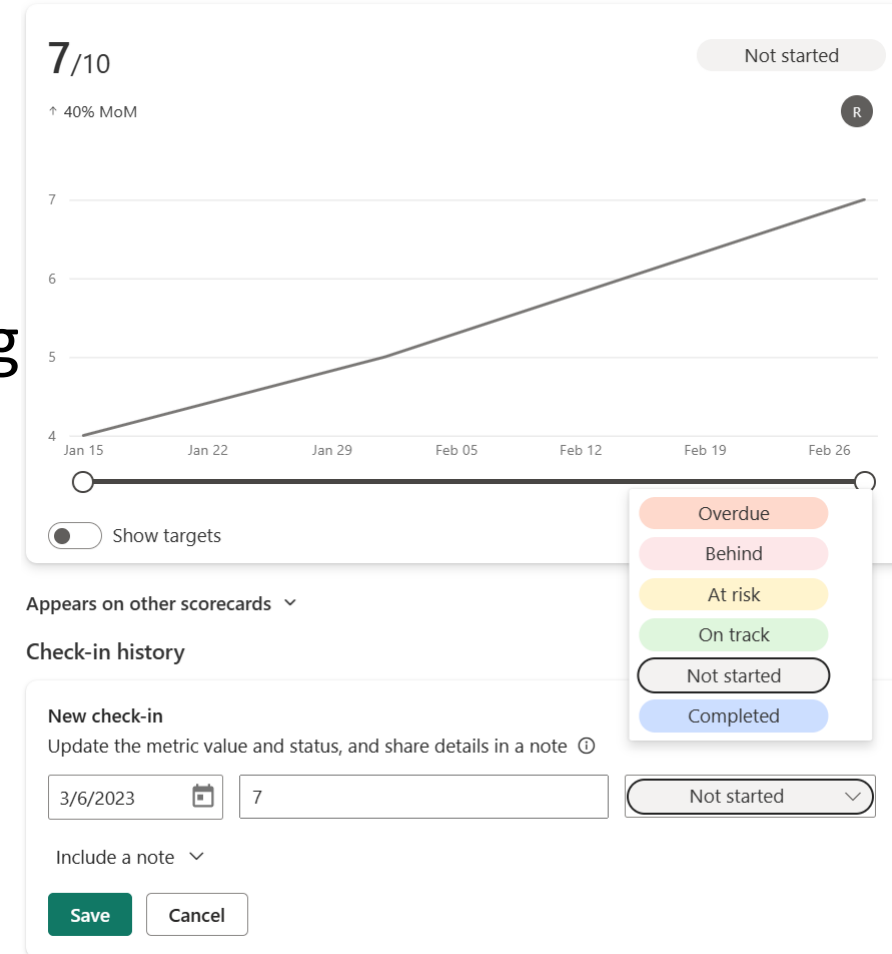 7/10
Not started
↑ 40% MoM
R
7
6
g
5
4
Jan 15 Jan 22 Jan 29 Feb 05 Feb 12 Feb 19 Feb 26
Show targets
Overdue
Behind
At risk
On track
Not started
Completed
Appears on other scorecards
Check-in history
New check-in
Update the metric value and status, and share details in a note
3/6/2023 7 Not started
Include a note
Save Cancel